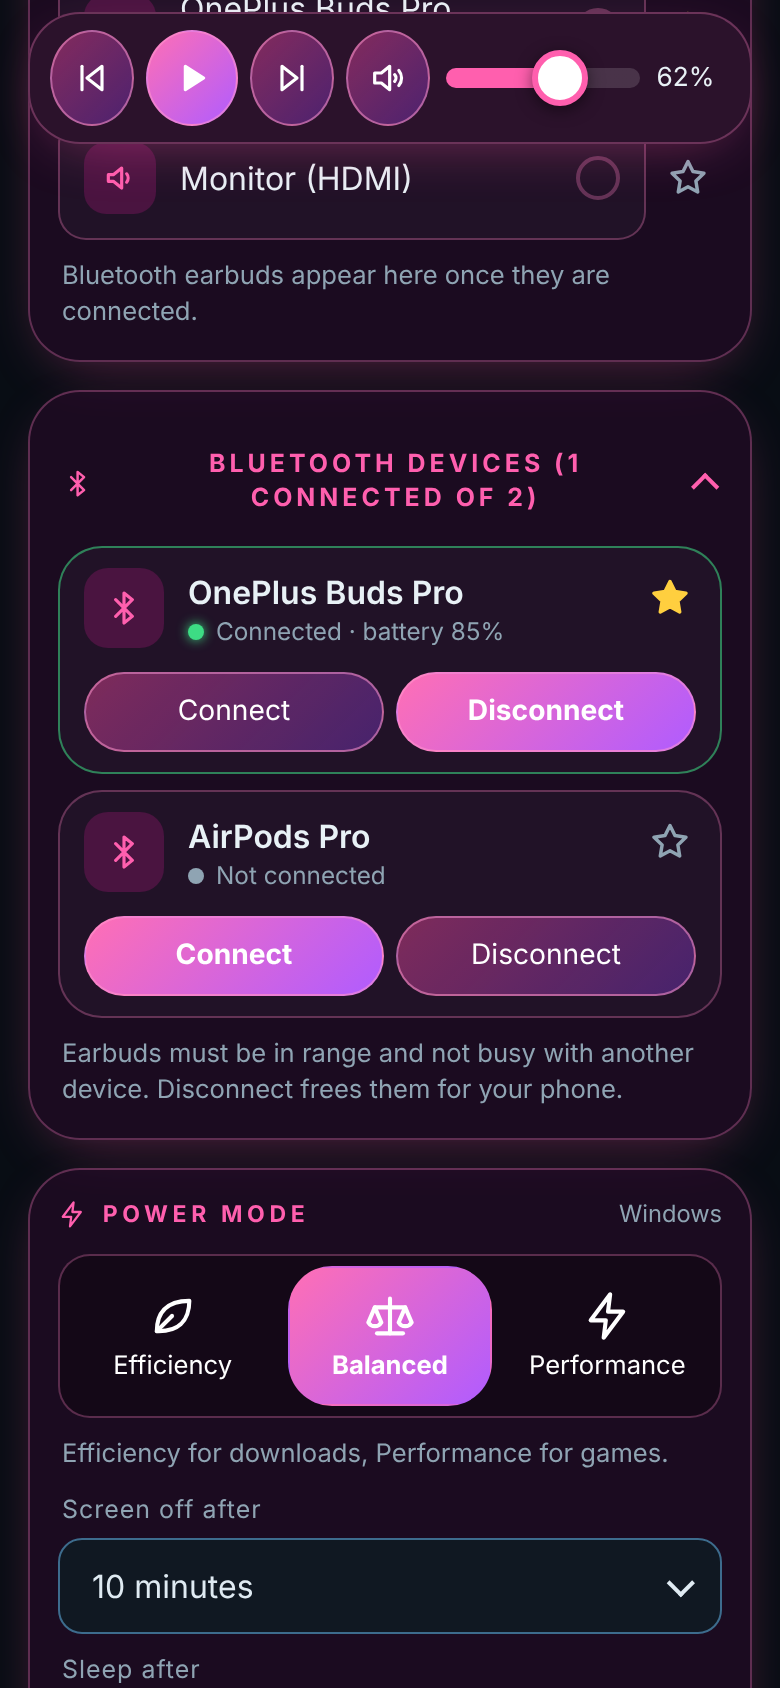 OnePlus Buds Pro
62%
Monitor (HDMI)
Bluetooth earbuds appear here once they are
connected.
BLUETOOTH DEVICES (1
CONNECTED OF 2)
OnePlus Buds Pro
Connected · battery 85%
Connect
Disconnect
AirPods Pro
Not connected
Connect
Disconnect
Earbuds must be in range and not busy with another
device. Disconnect frees them for your phone.
POWER MODE
Windows
Efficiency
Balanced
Performance
Efficiency for downloads, Performance for games.
Screen off after
10 minutes
Sleep after